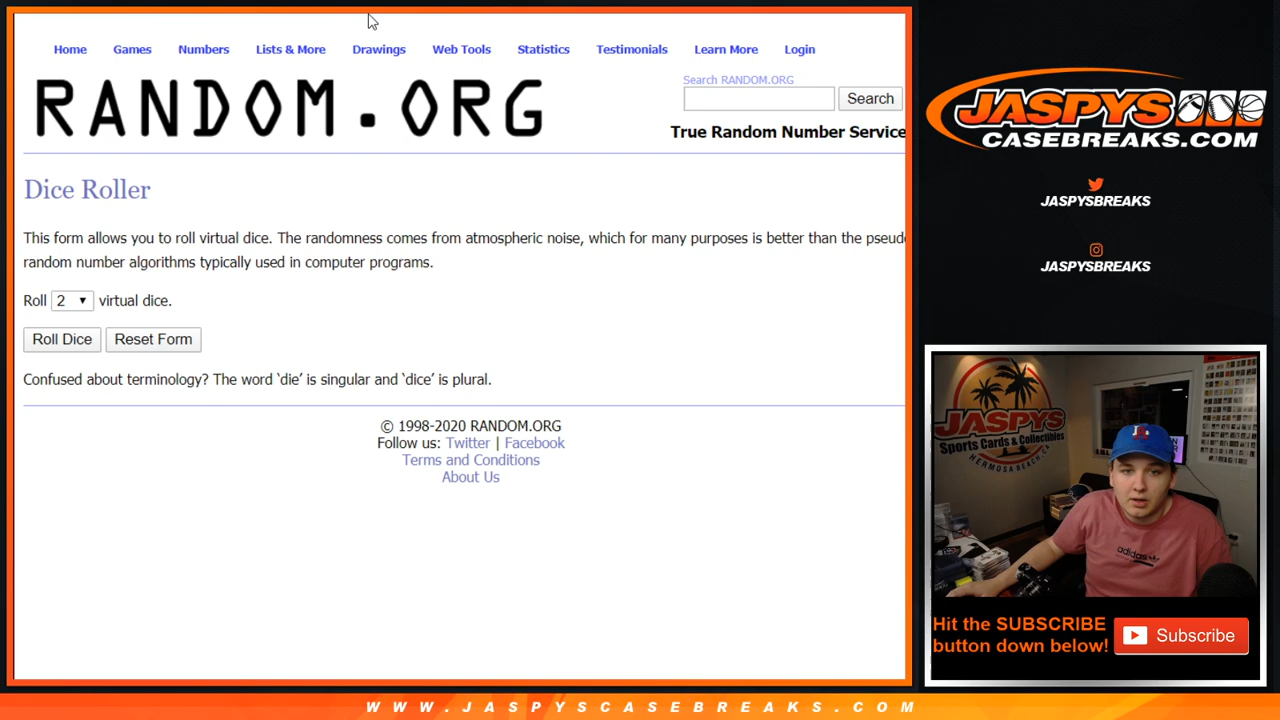 Home Games Numbers Lists & More Drawings Web Tools Statistics Testimonials Learn More Login
RANDOM.ORG
Search RANDOM.ORG
Search
True Random Number Service
Dice Roller
This form allows you to roll virtual dice. The randomness comes from atmospheric noise, which for many purposes is better than the pseudo
random number algorithms typically used in computer programs.
Roll 2 virtual dice.
Roll Dice Reset Form
Confused about terminology? The word ‘die’ is singular and ‘dice’ is plural.
© 1998-2020 RANDOM.ORG
Follow us: Twitter | Facebook
Terms and Conditions
About Us
JASPYS
CASEBREAKS.COM
JASPYSBREAKS
JASPYSBREAKS
JASPYS
Sports Cards & Collectibles
HERMOSA BEACH, CA
adidas
Hit the SUBSCRIBE
button down below!
Subscribe
WWW.JASPYSCASEBREAKS.COM